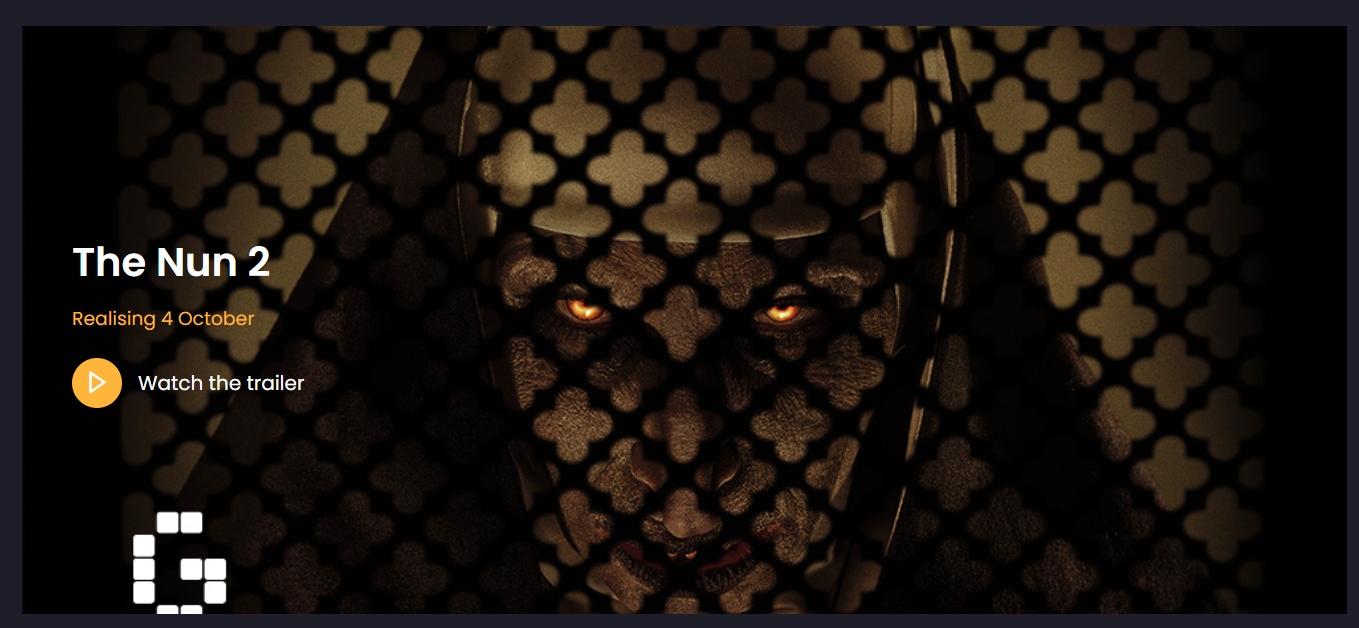 The Nun 2
Realising 4 October
Watch the trailer
G